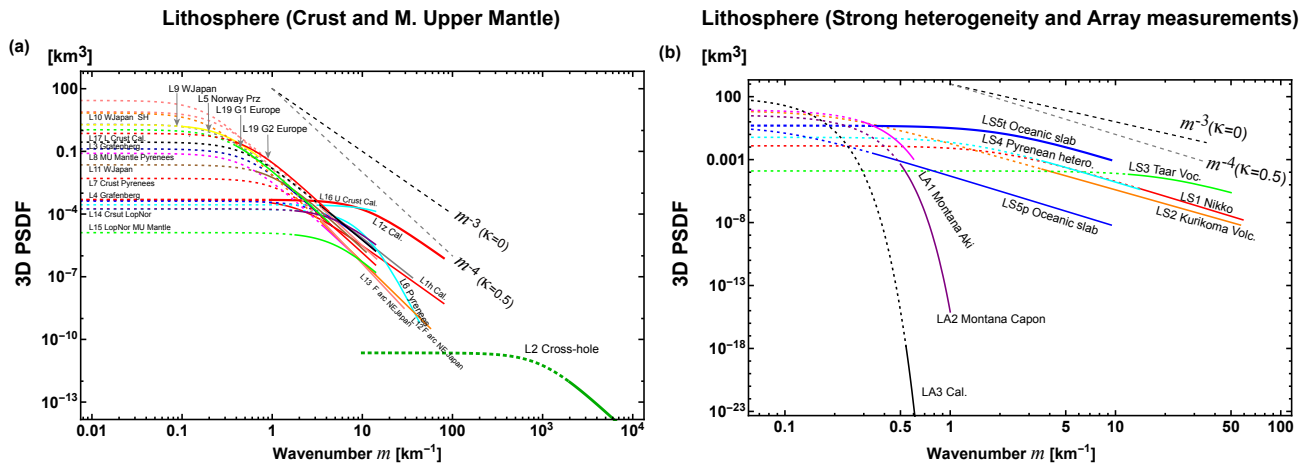 Lithosphere (Crust and M. Upper Mantle)
(a)
[km³]
3D PSDF
100
0.1
10⁻⁴
10⁻⁷
10⁻¹⁰
10⁻¹³
L9 WJapan
L5 Norway Prz
L19 G1 Europe
L19 G2 Europe
L10 WJapan SH
L17 L Crust Cal.
L3 Grafenberg
L8 MU Mantle Pyrenees
L11 WJapan
L7 Crust Pyrenees
L4 Grafenberg
L14 Crsut LopNor
L15 LopNor MU Mantle
L16 U Crust Cal.
L1z Cal.
m⁻³ (κ=0)
m⁻⁴ (κ=0.5)
L1h Cal.
L6 Pyrenees
L13 F arc NEJapan
L12 F arc NE Japan
L2 Cross-hole
0.01 0.1 1 10 100 10³ 10⁴
Wavenumber m [km⁻¹]
Lithosphere (Strong heterogeneity and Array measurements)
(b)
[km³]
3D PSDF
100
0.001
10⁻⁸
10⁻¹³
10⁻¹⁸
10⁻²³
m⁻³(κ=0)
m⁻⁴(κ=0.5)
LS5t Oceanic slab
LS4 Pyrenean hetero.
LS3 Taar Voc.
LS1 Nikko
LS2 Kurikoma Volc.
LS5p Oceanic slab
LA1 Montana Aki
LA2 Montana Capon
LA3 Cal.
0.1 0.5 1 5 10 50
Wavenumber m [km⁻¹]